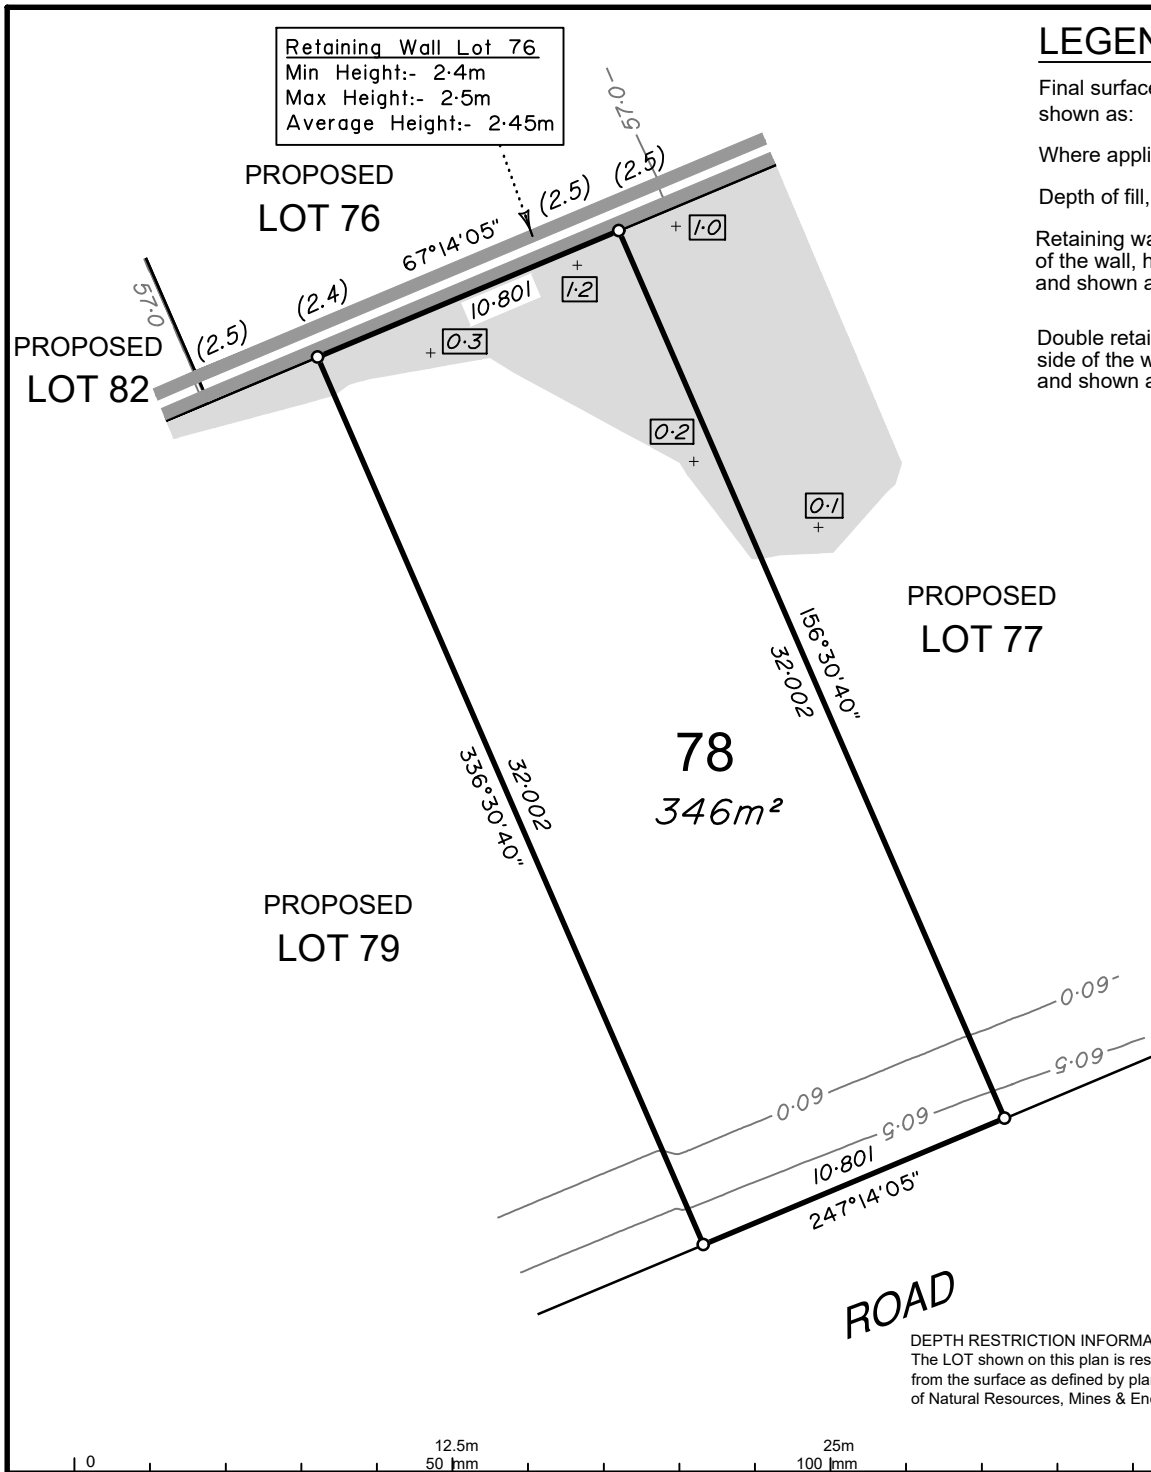 Retaining Wall Lot 76
Min Height:- 2·4m
Max Height:- 2·5m
Average Height:- 2·45m
57·0
LEGEN
Final surface
shown as:
Where appli
Depth of fill,
Retaining wa
of the wall, h
and shown a
Double retai
side of the w
and shown a
PROPOSED
LOT 76
(2.5)
(2.5)
67°14'05"
(2.4)
(2.5)
57·0
PROPOSED
LOT 82
10·801
1·0
1·2
0·3
0·2
0·1
PROPOSED
LOT 77
156°30'40"
32·002
78
346m²
32·002
336°30'40"
PROPOSED
LOT 79
60·0
60·5
60·0
60·5
10·801
247°14'05"
ROAD
DEPTH RESTRICTION INFORMA
The LOT shown on this plan is res
from the surface as defined by pla
of Natural Resources, Mines & En
0
12.5m
50 mm
25m
100 mm